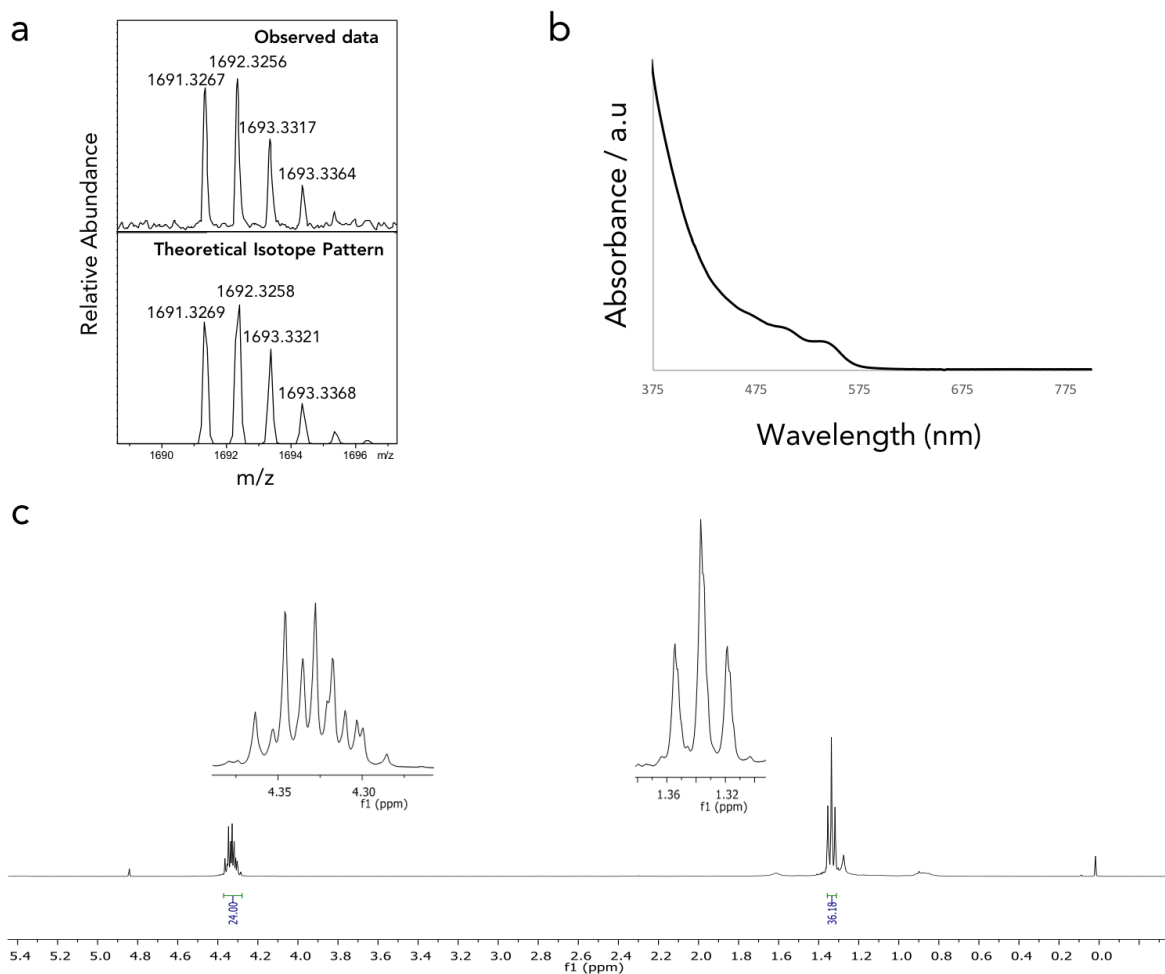 a
Observed data
1692.3256
1691.3267
1693.3317
1693.3364
Theoretical Isotope Pattern
1692.3258
1691.3269
1693.3321
1693.3368
Relative Abundance
1690 1692 1694 1696 m/z
m/z
b
Absorbance / a.u
375 475 575 675 775
Wavelength (nm)
c
4.35 4.30
f1 (ppm)
1.36 1.32
f1 (ppm)
24.00
36.18
5.4 5.2 5.0 4.8 4.6 4.4 4.2 4.0 3.8 3.6 3.4 3.2 3.0 2.8 2.6 2.4 2.2 2.0 1.8 1.6 1.4 1.2 1.0 0.8 0.6 0.4 0.2 0.0
f1 (ppm)